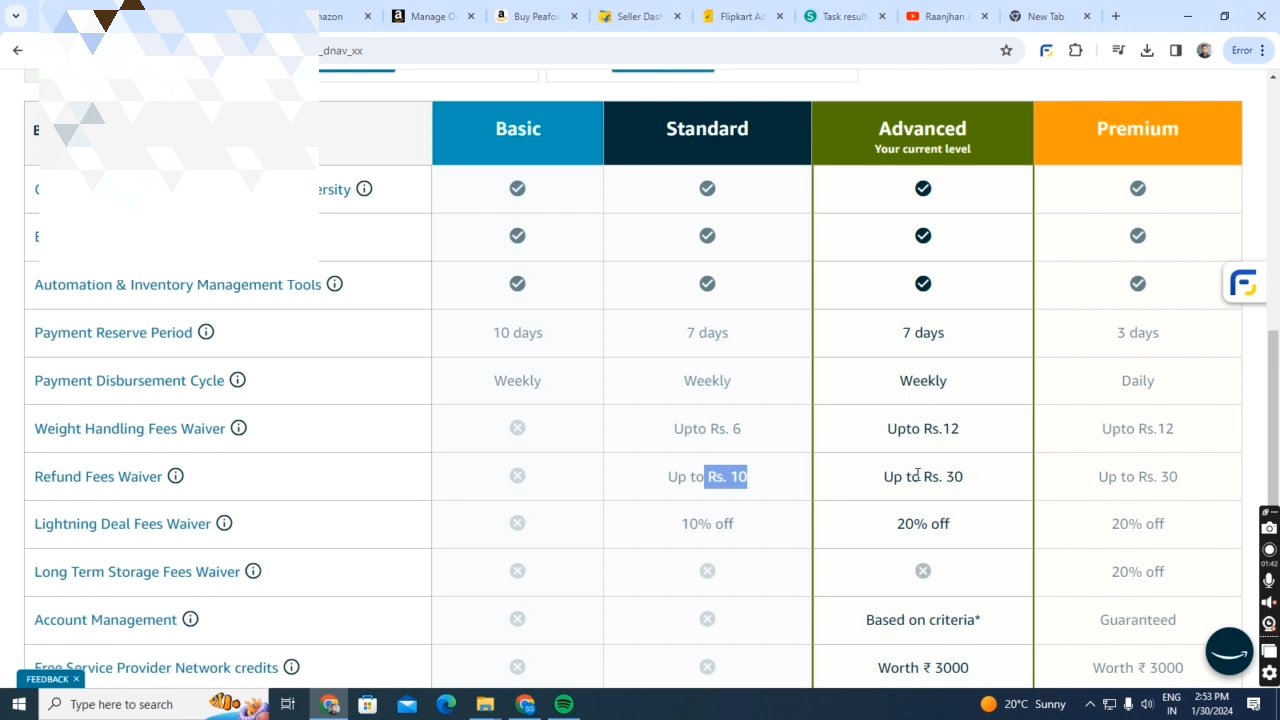 mazon
Manage O
Buy Peafow
Seller Dash
Flipkart Ad
Task result
Raanjhan
New Tab
_dnav_xx
Error
Basic Standard Advanced Premium
Your current level
ersity
Automation & Inventory Management Tools
Payment Reserve Period 10 days 7 days 7 days 3 days
Payment Disbursement Cycle Weekly Weekly Weekly Daily
Weight Handling Fees Waiver Upto Rs. 6 Upto Rs.12 Upto Rs.12
Refund Fees Waiver Up to Rs. 10 Up to Rs. 30 Up to Rs. 30
Lightning Deal Fees Waiver 10% off 20% off 20% off
Long Term Storage Fees Waiver 20% off
01:42
Account Management Based on criteria* Guaranteed
Free Service Provider Network credits Worth ₹ 3000 Worth ₹ 3000
FEEDBACK ×
Type here to search
20°C Sunny
ENG
IN
2:53 PM
1/30/2024